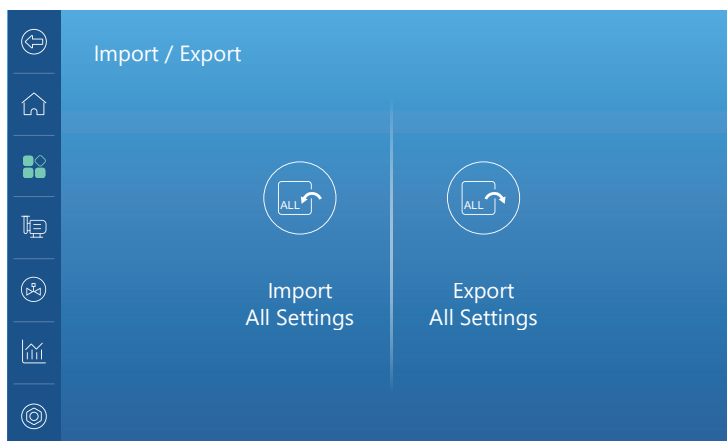 Import / Export
ALL
ALL
Import
All Settings
Export
All Settings